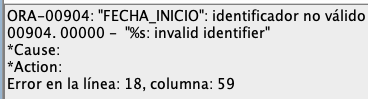 ORA-00904: "FECHA_INICIO": identificador no válido
00904. 00000 -  "%s: invalid identifier"
*Cause:
*Action:
Error en la línea: 18, columna: 59